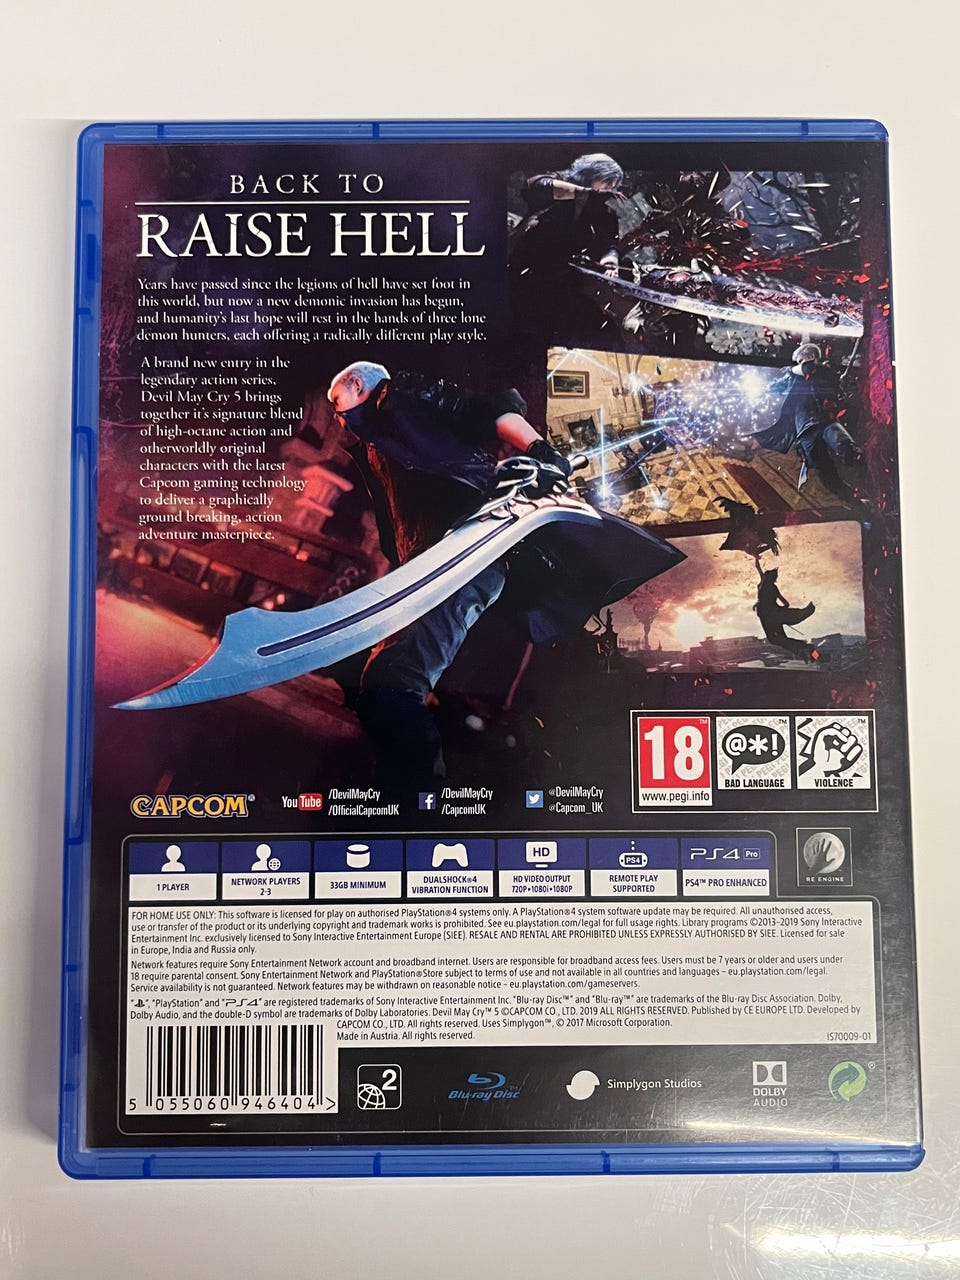 BACK TO
RAISE HELL
Years have passed since the legions of hell have set foot in
this world, but now a new demonic invasion has begun,
and humanity's last hope will rest in the hands of three lone
demon hunters, each offering a radically different play style.
A brand new entry in the
legendary action series,
Devil May Cry 5 brings
together it's signature blend
of high-octane action and
otherworldly original
characters with the latest
Capcom gaming technology
to deliver a graphically
ground breaking, action
adventure masterpiece.
18™
@*!™
BAD LANGUAGE
™
VIOLENCE
www.pegi.info
CAPCOM®
YouTube
/DevilMayCry
/OfficialCapcomUK
/DevilMayCry
/CapcomUK
@DevilMayCry
@Capcom_UK
1 PLAYER
NETWORK PLAYERS
2-3
33GB MINIMUM
DUALSHOCK®4
VIBRATION FUNCTION
HD
HD VIDEO OUTPUT
720P•1080i•1080P
PS4
REMOTE PLAY
SUPPORTED
PS4 Pro
PS4™ PRO ENHANCED
RE ENGINE
FOR HOME USE ONLY: This software is licensed for play on authorised PlayStation®4 systems only. A PlayStation®4 system software update may be required. All unauthorised access,
use or transfer of the product or its underlying copyright and trademark works is prohibited. See eu.playstation.com/legal for full usage rights. Library programs ©2013-2019 Sony Interactive
Entertainment Inc. exclusively licensed to Sony Interactive Entertainment Europe (SIEE). RESALE AND RENTAL ARE PROHIBITED UNLESS EXPRESSLY AUTHORISED BY SIEE. Licensed for sale
in Europe, India and Russia only.
Network features require Sony Entertainment Network account and broadband internet. Users are responsible for broadband access fees. Users must be 7 years or older and users under
18 require parental consent. Sony Entertainment Network and PlayStation®Store subject to terms of use and not available in all countries and languages – eu.playstation.com/legal.
Service availability is not guaranteed. Network features may be withdrawn on reasonable notice – eu.playstation.com/gameservers.
" ", "PlayStation" and "PS4" are registered trademarks of Sony Interactive Entertainment Inc. "Blu-ray Disc™" and "Blu-ray™" are trademarks of the Blu-ray Disc Association. Dolby,
Dolby Audio, and the double-D symbol are trademarks of Dolby Laboratories. Devil May Cry™ 5 ©CAPCOM CO., LTD. 2019 ALL RIGHTS RESERVED. Published by CE EUROPE LTD. Developed by
CAPCOM CO., LTD. All rights reserved. Uses Simplygon™, © 2017 Microsoft Corporation.
Made in Austria. All rights reserved.
IS70009-01
5 055060 946404 >
2
Blu-ray Disc™
Simplygon Studios
DOLBY
AUDIO
®